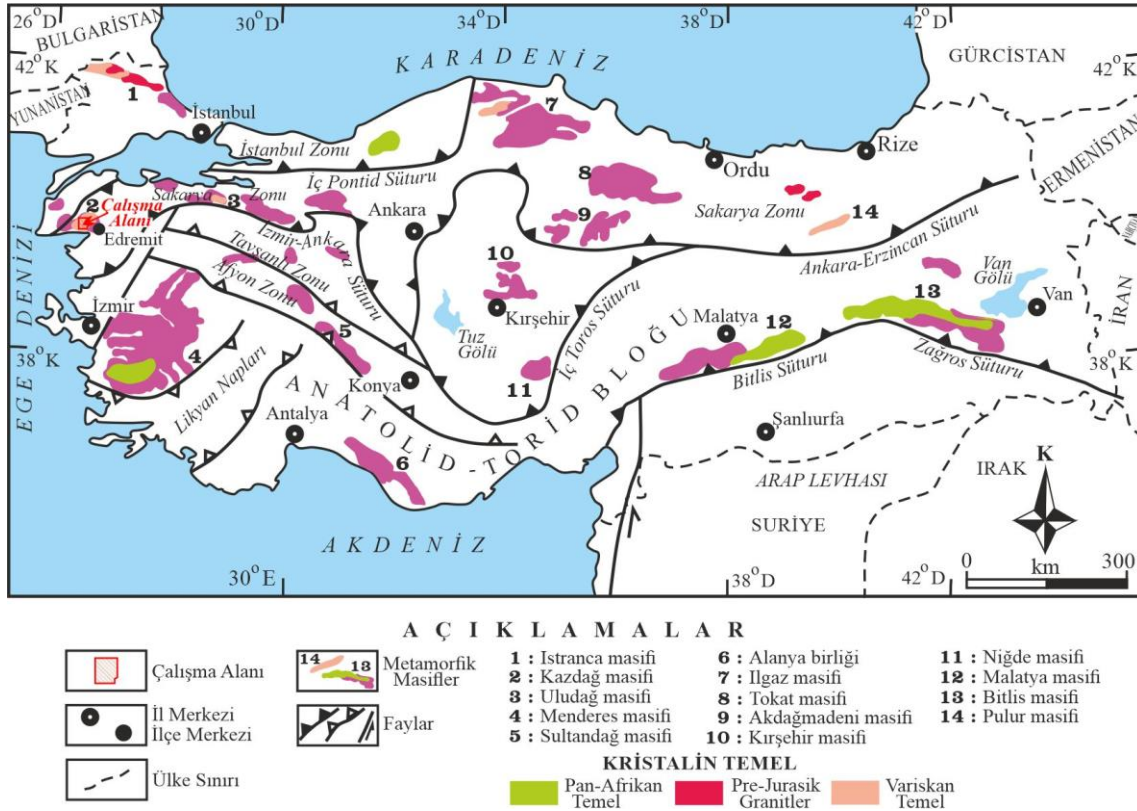 26°D
30°D
34°D
38°D
42°D
BULGARİSTAN
42°K
YUNANİSTAN
1
İstanbul
KARADENİZ
GÜRCİSTAN
42°K
İstanbul Zonu
7
Rize
Ordu
ERMENİSTAN
İç Pontid Süturu
8
Sakarya Zonu
3
2
Çalışma
Alanı
Edremit
Ankara
9
Sakarya Zonu
14
İzmir-Ankara Süturu
Tavşanlı Zonu
Afyon Zonu
10
Ankara-Erzincan Süturu
Van
Gölü
Van
İRAN
EGE DENİZİ
İzmir
Tuz
Gölü
Kırşehir
İç Toros Süturu
Malatya
12
13
38°K
4
5
11
Bitlis Süturu
Zağros Süturu
38°K
Likyan Napları
Konya
ANATOLİD-TORİD BLOĞU
Antalya
6
Şanlıurfa
ARAP LEVHASI
IRAK
K
SURİYE
AKDENİZ
0 km 300
30°E
38°D
42°D
AÇIKLAMALAR
Çalışma Alanı
İl Merkezi
İlçe Merkezi
Ülke Sınırı
14 13
Metamorfik
Masifler
Faylar
1 : Istranca masifi
2 : Kazdağ masifi
3 : Uludağ masifi
4 : Menderes masifi
5 : Sultandağ masifi
6 : Alanya birliği
7 : Ilgaz masifi
8 : Tokat masifi
9 : Akdağmadeni masifi
10 : Kırşehir masifi
11 : Niğde masifi
12 : Malatya masifi
13 : Bitlis masifi
14 : Pulur masifi
KRİSTALİN TEMEL
Pan-Afrikan
Temel
Pre-Jurasik
Granitler
Variskan
Temel